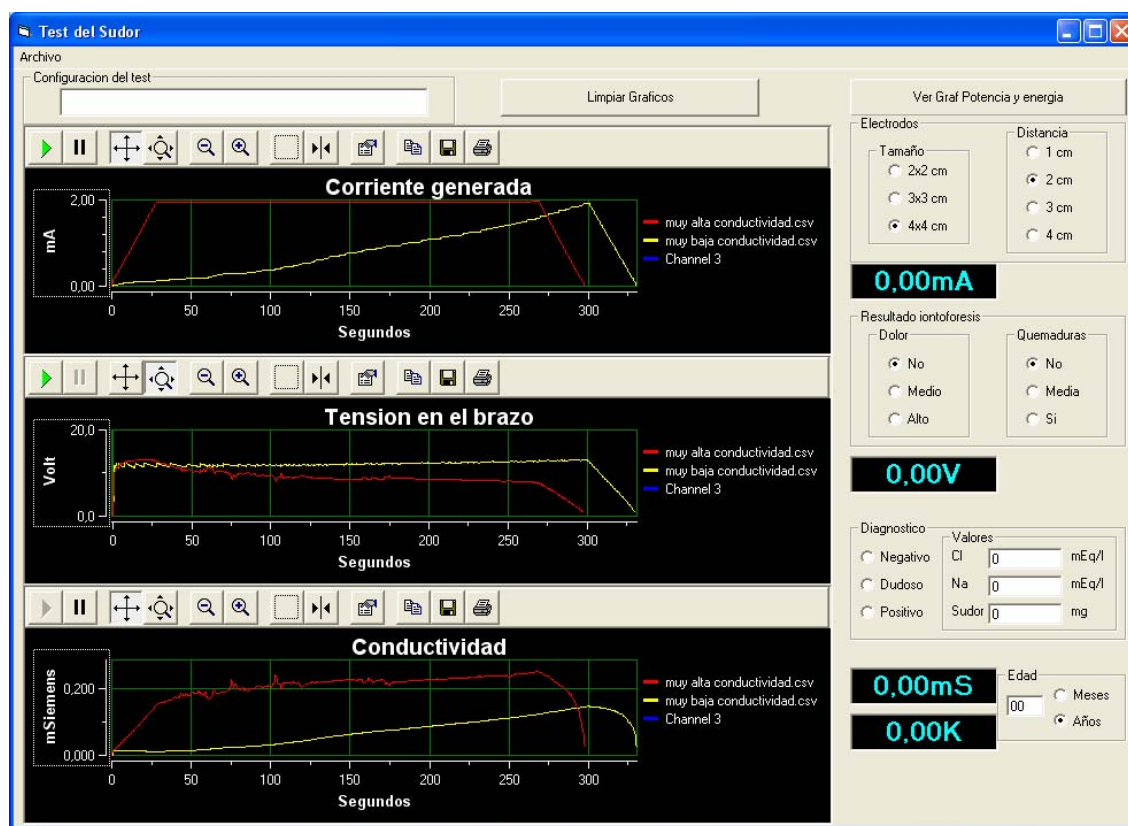 Test del Sudor
Archivo
Configuracion del test
Limpiar Graficos
Ver Graf Potencia y energia
Corriente generada
2,00
mA
0,00
0 50 100 150 200 250 300
Segundos
muy alta conductividad.csv
muy baja conductividad.csv
Channel 3
Tension en el brazo
20,0
Volt
0,0
0 50 100 150 200 250 300
Segundos
muy alta conductividad.csv
muy baja conductividad.csv
Channel 3
Conductividad
0,200
mSiemens
0,000
0 50 100 150 200 250 300
Segundos
muy alta conductividad.csv
muy baja conductividad.csv
Channel 3
Electrodos
Tamaño
2x2 cm
3x3 cm
4x4 cm
Distancia
1 cm
2 cm
3 cm
4 cm
0,00mA
Resultado iontoforesis
Dolor
No
Medio
Alto
Quemaduras
No
Media
Si
0,00V
Diagnostico
Negativo
Dudoso
Positivo
Valores
Cl 0 mEq/l
Na 0 mEq/l
Sudor 0 mg
0,00mS
0,00K
Edad
00
Meses
Años